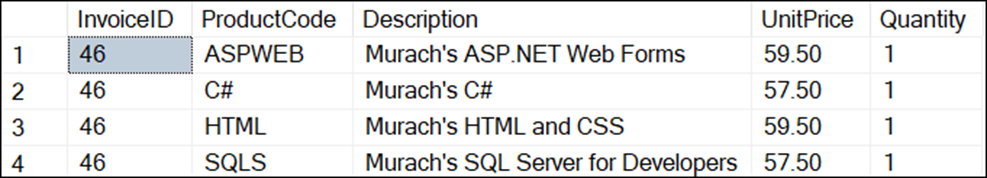 InvoiceID ProductCode Description UnitPrice Quantity
1 46 ASPWEB Murach's ASP.NET Web Forms 59.50 1
2 46 C# Murach's C# 57.50 1
3 46 HTML Murach's HTML and CSS 59.50 1
4 46 SQLS Murach's SQL Server for Developers 57.50 1